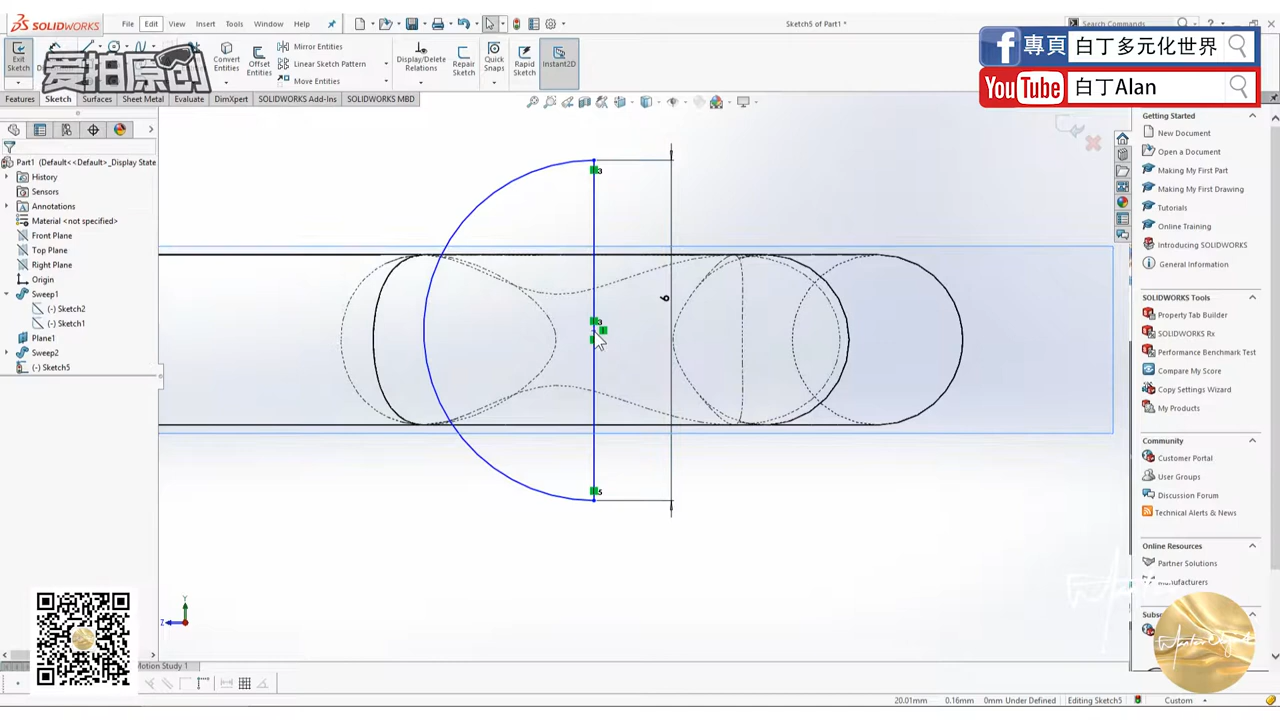 SOLIDWORKS
File
Edit
View
Insert
Tools
Window
Help
Sketch5 of Part1 *
Search Commands
專頁 白丁多元化世界
YouTube 白丁Alan
愛拍原创
Exit Sketch
Convert Entities
Offset Entities
Mirror Entities
Linear Sketch Pattern
Move Entities
Display/Delete Relations
Repair Sketch
Quick Snaps
Rapid Sketch
Instant2D
Features
Sketch
Surfaces
Sheet Metal
Evaluate
DimXpert
SOLIDWORKS Add-Ins
SOLIDWORKS MBD
Part1 (Default<<Default>_Display State
History
Sensors
Annotations
Material <not specified>
Front Plane
Top Plane
Right Plane
Origin
Sweep1
(-) Sketch2
(-) Sketch1
Plane1
Sweep2
(-) Sketch5
3
3
5
6
Y
Z
Getting Started
New Document
Open a Document
Making My First Part
Making My First Drawing
Tutorials
Online Training
Introducing SOLIDWORKS
General Information
SOLIDWORKS Tools
Property Tab Builder
SOLIDWORKS Rx
Performance Benchmark Test
Compare My Score
Copy Settings Wizard
My Products
Community
Customer Portal
User Groups
Discussion Forum
Technical Alerts & News
Online Resources
Partner Solutions
Manufacturers
Motion Study 1
20.01mm
0.16mm
0mm
Under Defined
Editing Sketch5
Custom